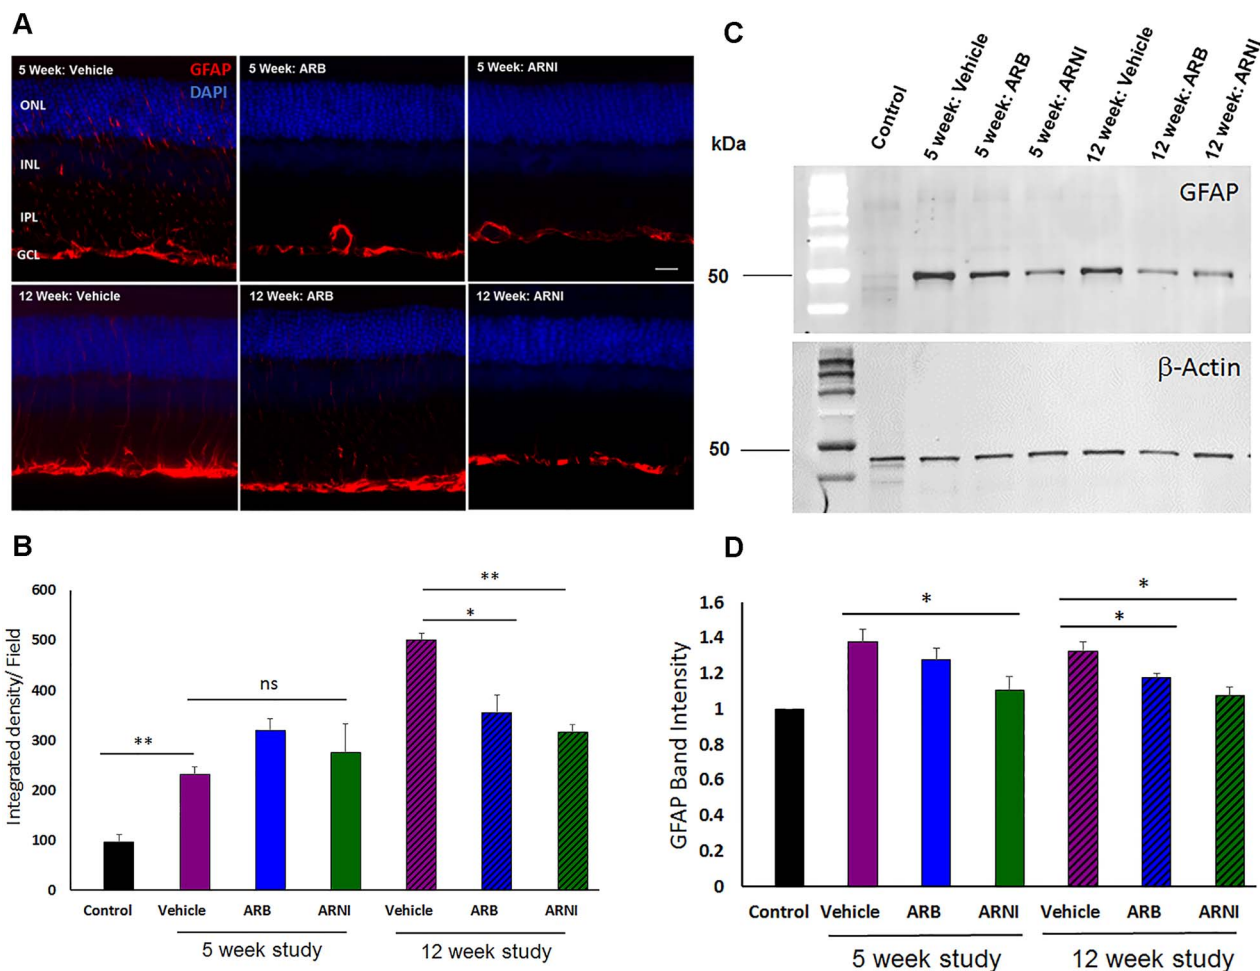 A
5 Week: Vehicle
GFAP
DAPI
ONL
INL
IPL
GCL
5 Week: ARB
5 Week: ARNI
12 Week: Vehicle
12 Week: ARB
12 Week: ARNI
B
Integrated density/ Field
600
500
400
300
200
100
0
**
ns
**
*
Control
Vehicle
ARB
ARNI
Vehicle
ARB
ARNI
5 week study
12 week study
C
kDa
Control
5 week: Vehicle
5 week: ARB
5 week: ARNI
12 week: Vehicle
12 week: ARB
12 week: ARNI
GFAP
50
β-Actin
50
D
GFAP Band Intensity
1.6
1.4
1.2
1
0.8
0.6
0.4
0.2
0
*
*
*
Control
Vehicle
ARB
ARNI
Vehicle
ARB
ARNI
5 week study
12 week study